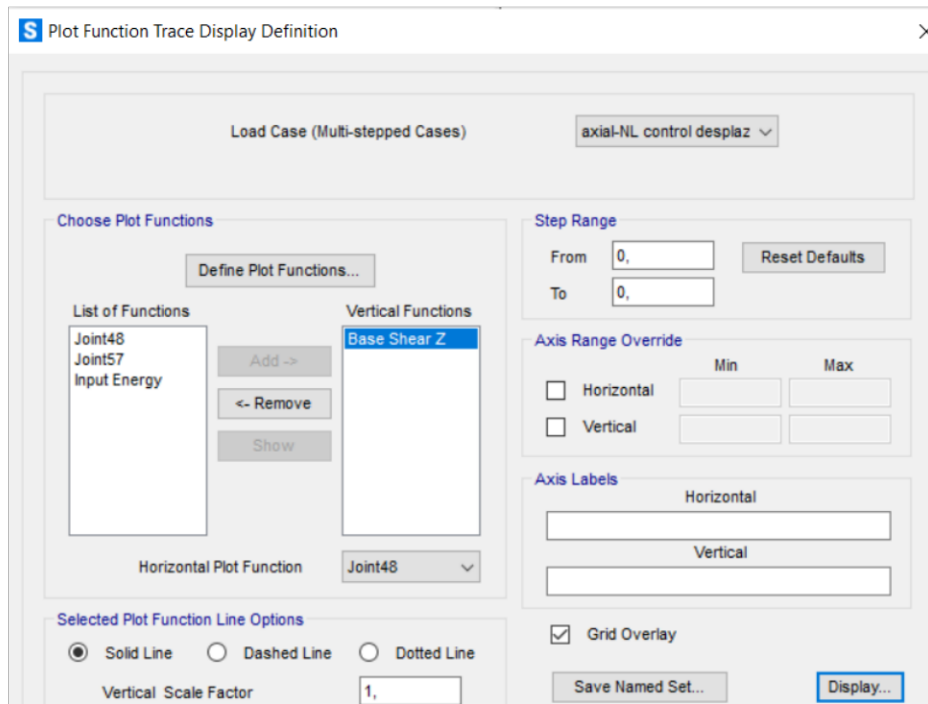 S Plot Function Trace Display Definition
Load Case (Multi-stepped Cases)
axial-NL control desplaz
Choose Plot Functions
Define Plot Functions...
List of Functions
Vertical Functions
Joint48
Joint57
Input Energy
Add ->
<- Remove
Show
Base Shear Z
Horizontal Plot Function
Joint48
Selected Plot Function Line Options
Solid Line
Dashed Line
Dotted Line
Vertical Scale Factor
1,
Step Range
From
0,
Reset Defaults
To
0,
Axis Range Override
Min
Max
Horizontal
Vertical
Axis Labels
Horizontal
Vertical
Grid Overlay
Save Named Set...
Display...